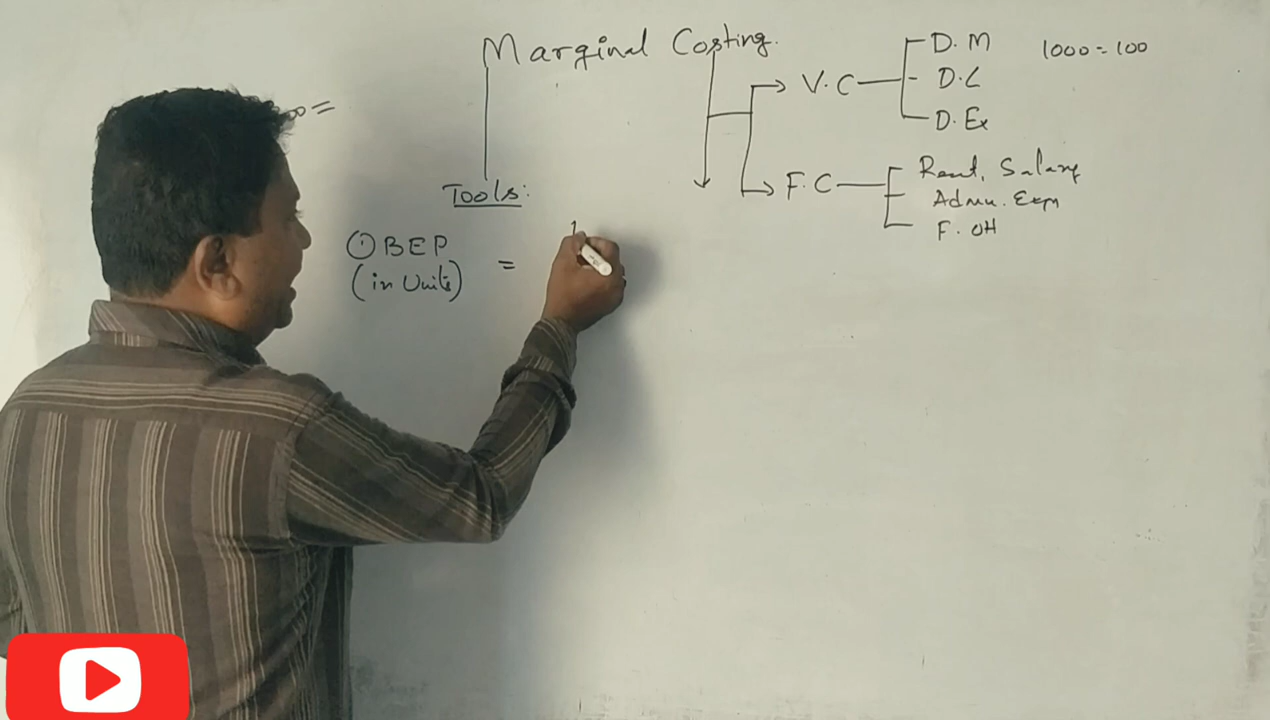 Marginal Costing.
V.C
D.M
D.L
D.Ex
1000 = 100
F.C
Rent, Salary
Admn. Exp
F. OH
Tools:
① BEP
(in Units) =